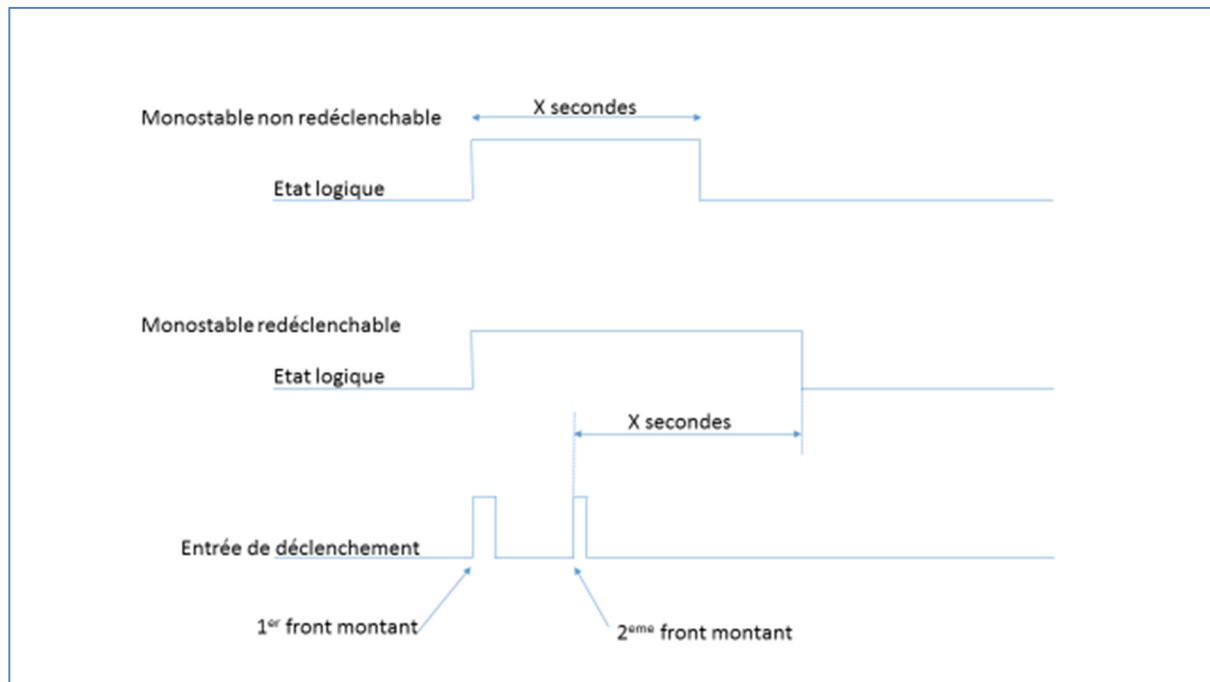 X secondes
Monostable non redéclenchable
Etat logique
Monostable redéclenchable
Etat logique
X secondes
Entrée de déclenchement
1er front montant
2eme front montant